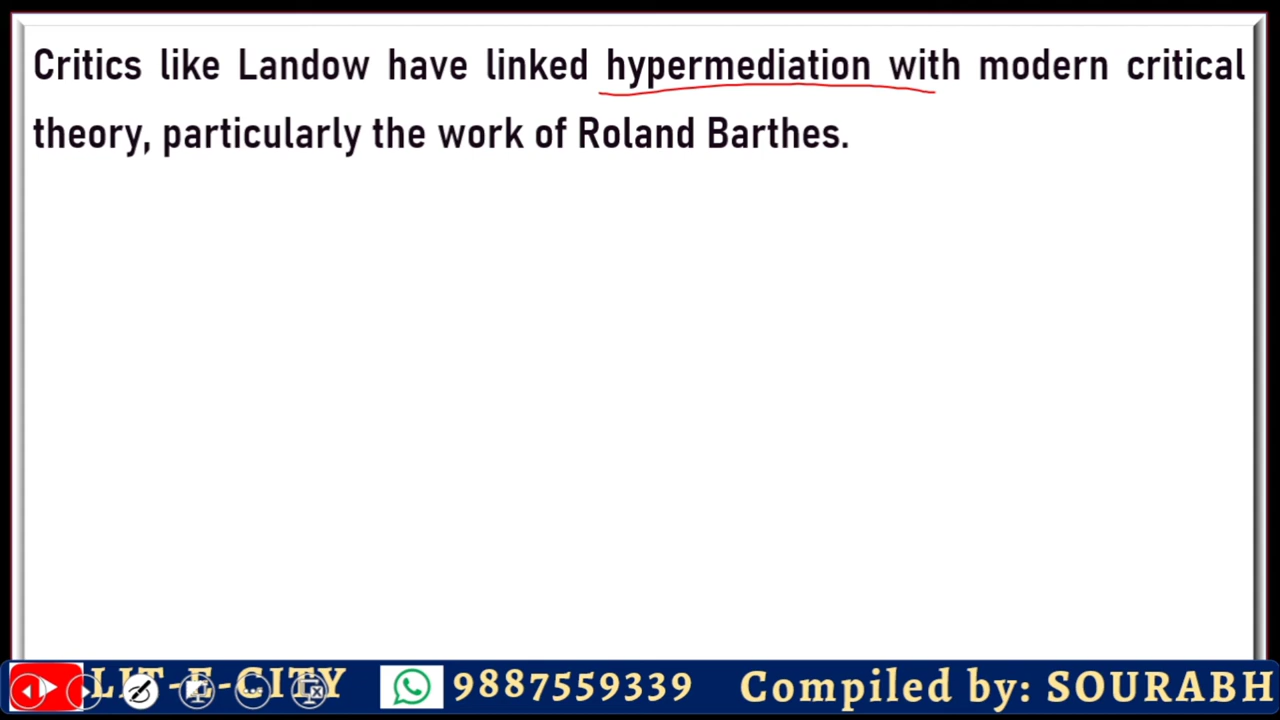 Critics like Landow have linked hypermediation with modern critical
theory, particularly the work of Roland Barthes.
LIT-E-CITY 9887559339 Compiled by: SOURABH